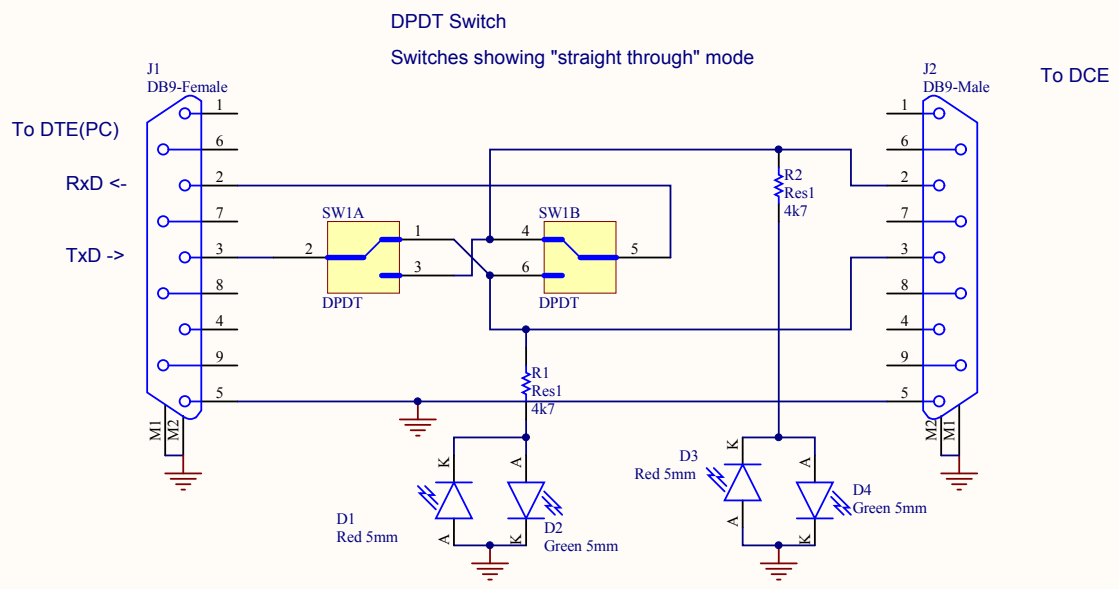 DPDT Switch
Switches showing "straight through" mode
J1
DB9-Female
J2
DB9-Male
To DCE
To DTE(PC)
RxD <-
TxD ->
1
6
2
7
3
8
4
9
5
M1
M2
SW1A
2
1
3
DPDT
SW1B
4
6
5
DPDT
R2
Res1
4k7
1
6
2
7
3
8
4
9
5
M2
M1
R1
Res1
4k7
K
A
D1
Red 5mm
A
K
D2
Green 5mm
D3
Red 5mm
K
A
A
K
D4
Green 5mm